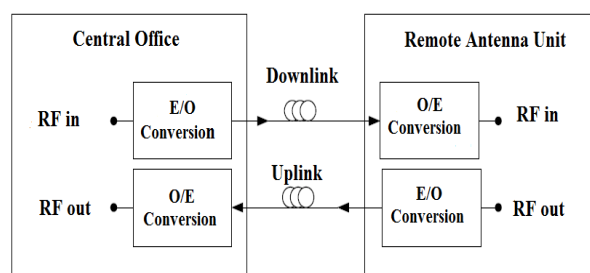 Central Office
Remote Antenna Unit
Downlink
RF in
E/O
Conversion
O/E
Conversion
RF in
Uplink
RF out
O/E
Conversion
E/O
Conversion
RF out